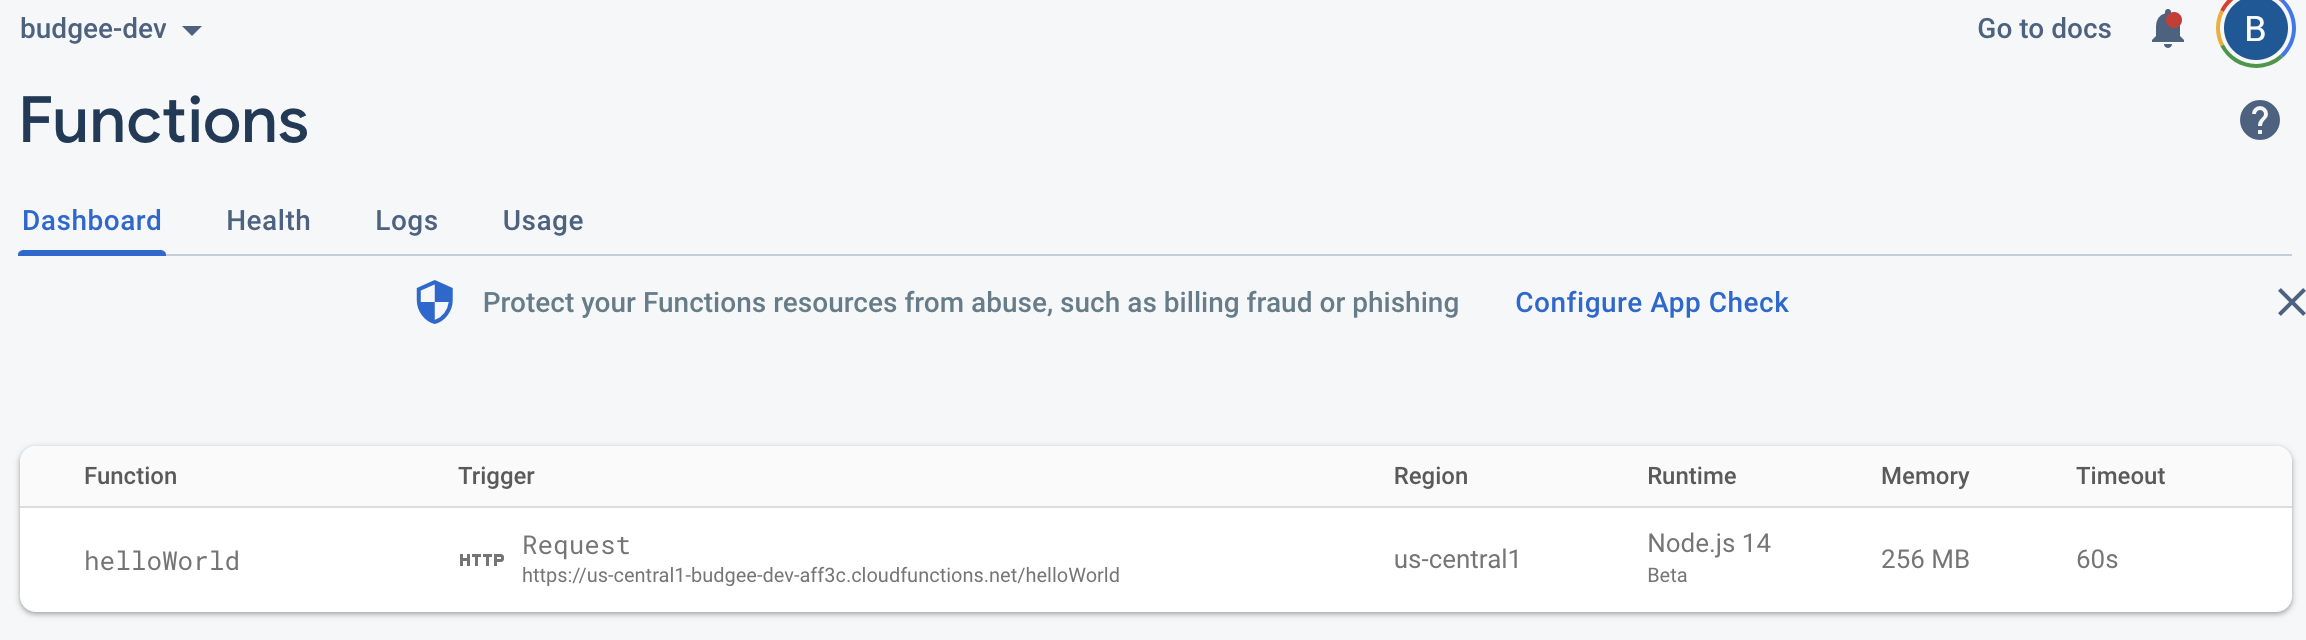 budgee-dev
Go to docs
B
Functions
?
Dashboard Health Logs Usage
Protect your Functions resources from abuse, such as billing fraud or phishing Configure App Check
Function Trigger Region Runtime Memory Timeout
helloWorld HTTP Request us-central1 Node.js 14 256 MB 60s
https://us-central1-budgee-dev-aff3c.cloudfunctions.net/helloWorld Beta